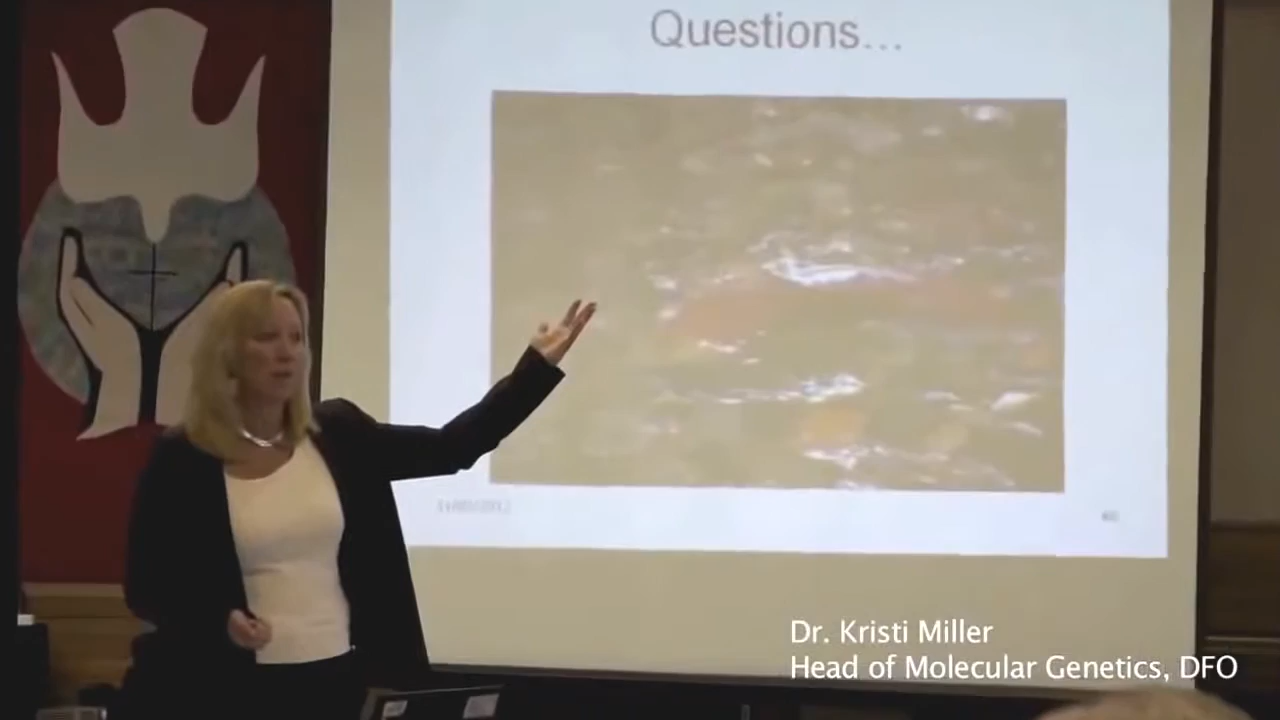 Questions...
Dr. Kristi Miller
Head of Molecular Genetics, DFO